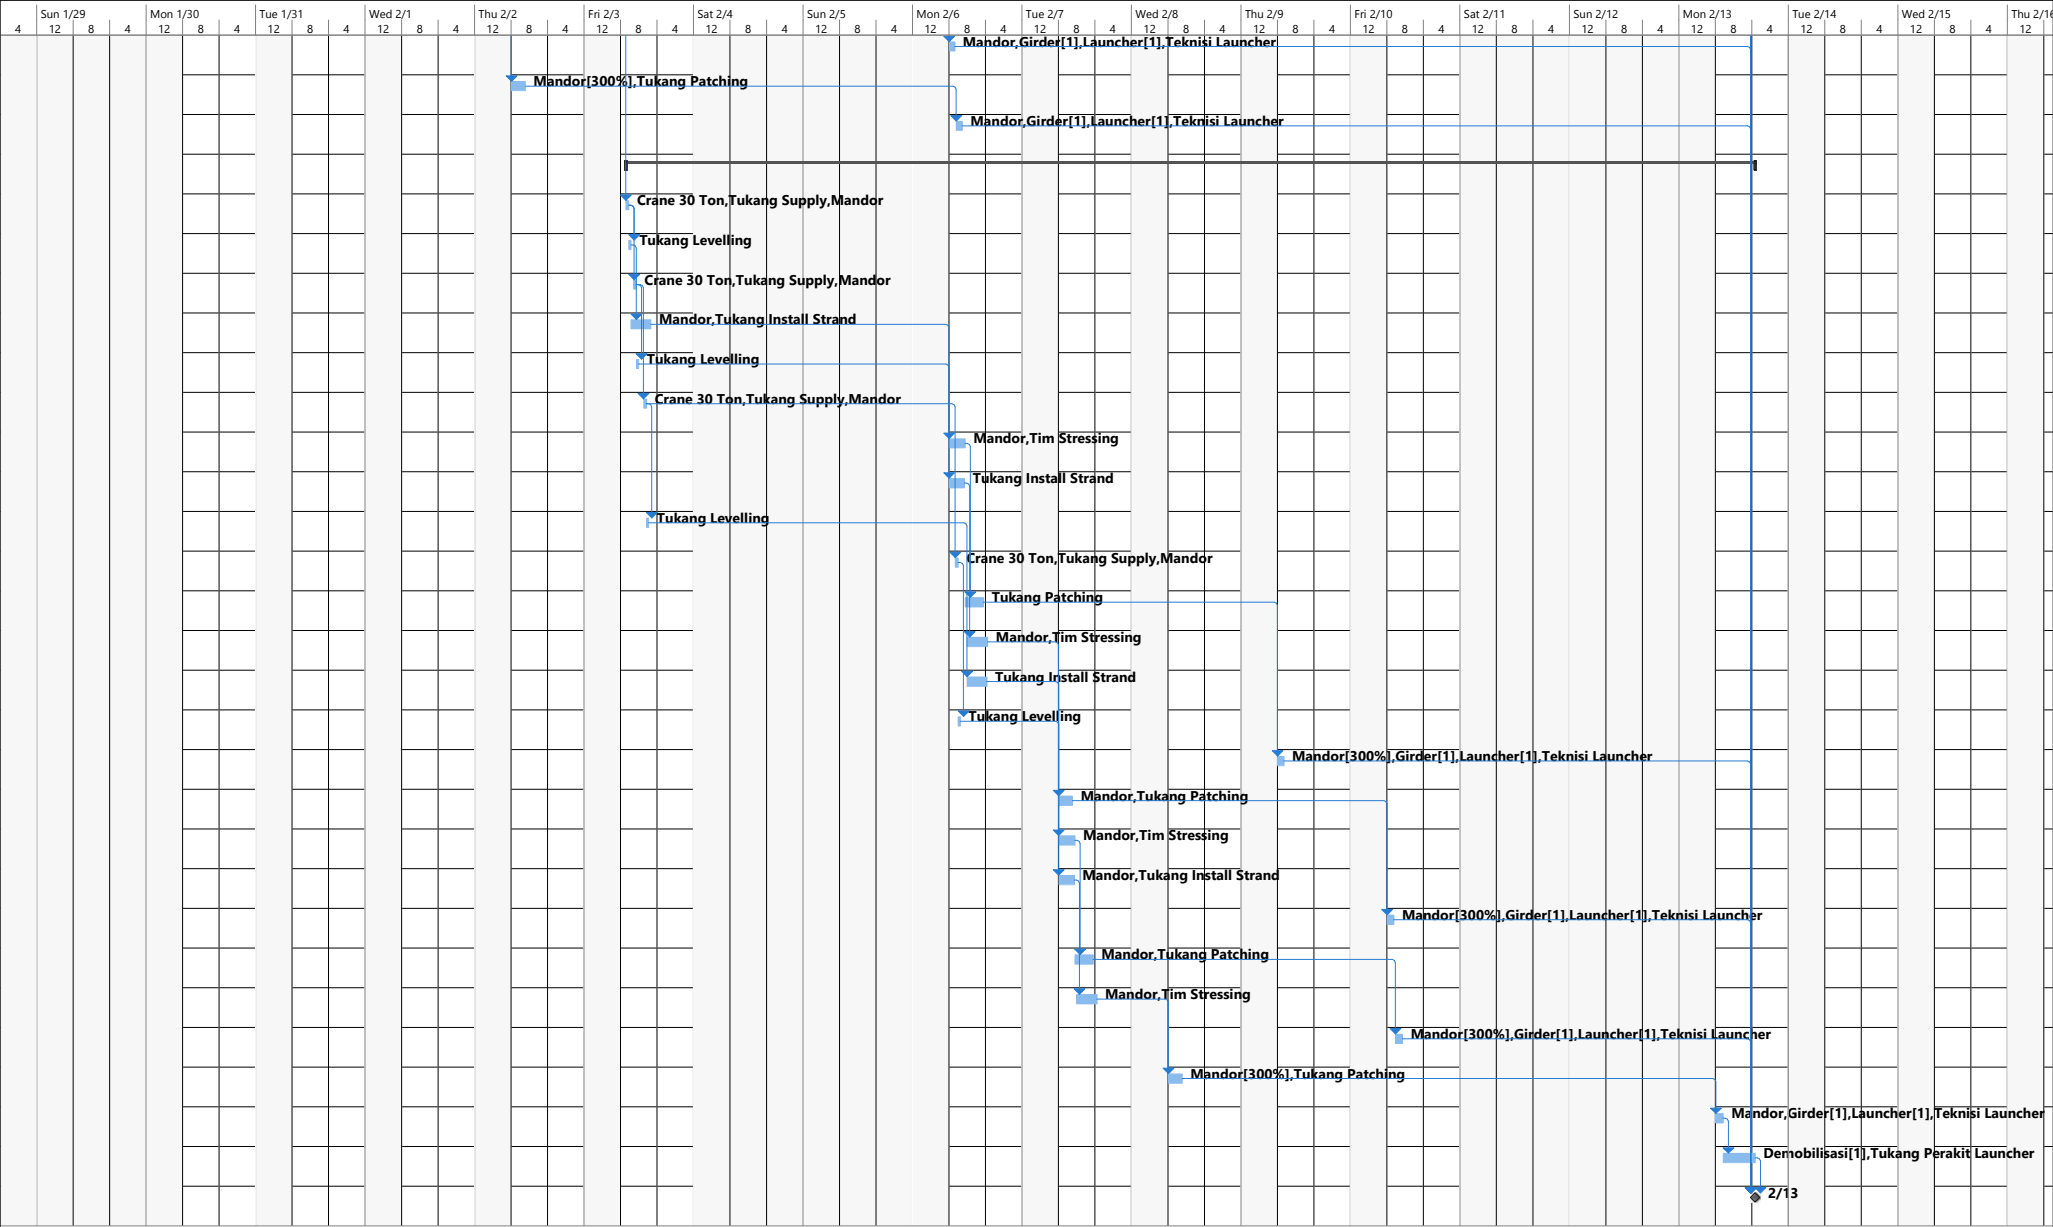 Sun 1/29 Mon 1/30 Tue 1/31 Wed 2/1 Thu 2/2 Fri 2/3 Sat 2/4 Sun 2/5 Mon 2/6 Tue 2/7 Wed 2/8 Thu 2/9 Fri 2/10 Sat 2/11 Sun 2/12 Mon 2/13 Tue 2/14 Wed 2/15 Thu 2/16
4 12 8 4 12 8 4 12 8 4 12 8 4 12 8 4 12 8 4 12 8 4 12 8 4 12 8 4 12 8 4 12 8 4 12 8 4 12 8 4 12 8 4 12 8 4 12 8 4 12 8 4 12 8 4 12
Mandor,Girder[1],Launcher[1],Teknisi Launcher
Mandor[300%],Tukang Patching
Mandor,Girder[1],Launcher[1],Teknisi Launcher
Crane 30 Ton,Tukang Supply,Mandor
Tukang Levelling
Crane 30 Ton,Tukang Supply,Mandor
Mandor,Tukang Install Strand
Tukang Levelling
Crane 30 Ton,Tukang Supply,Mandor
Mandor,Tim Stressing
Tukang Install Strand
Tukang Levelling
Crane 30 Ton,Tukang Supply,Mandor
Tukang Patching
Mandor,Tim Stressing
Tukang Install Strand
Tukang Levelling
Mandor[300%],Girder[1],Launcher[1],Teknisi Launcher
Mandor,Tukang Patching
Mandor,Tim Stressing
Mandor,Tukang Install Strand
Mandor[300%],Girder[1],Launcher[1],Teknisi Launcher
Mandor,Tukang Patching
Mandor,Tim Stressing
Mandor[300%],Girder[1],Launcher[1],Teknisi Launcher
Mandor[300%],Tukang Patching
Mandor,Girder[1],Launcher[1],Teknisi Launcher
Demobilisasi[1],Tukang Perakit Launcher
2/13